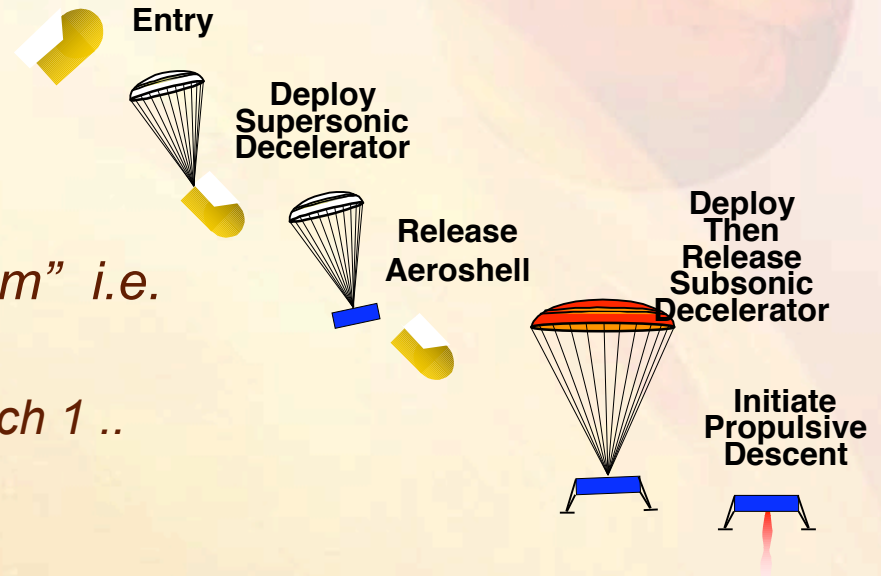 Entry
Deploy
Supersonic
Decelerator
Release
Aeroshell
Deploy
Then
Release
Subsonic
Decelerator
m” i.e.
ch 1 ..
Initiate
Propulsive
Descent